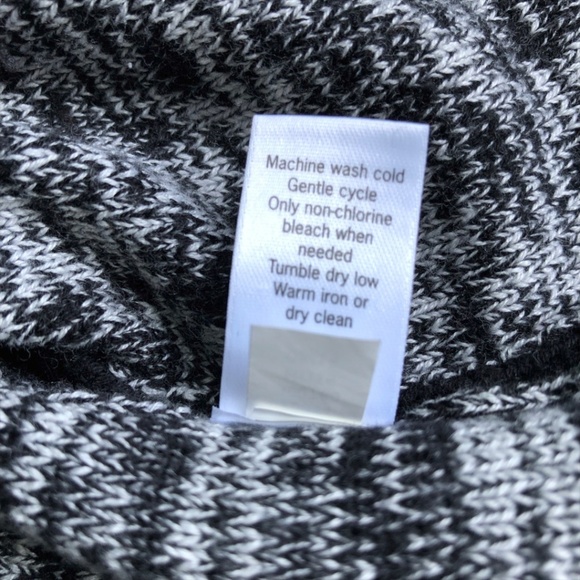 Machine wash cold
Gentle cycle
Only non-chlorine
bleach when
needed
Tumble dry low
Warm iron or
dry clean